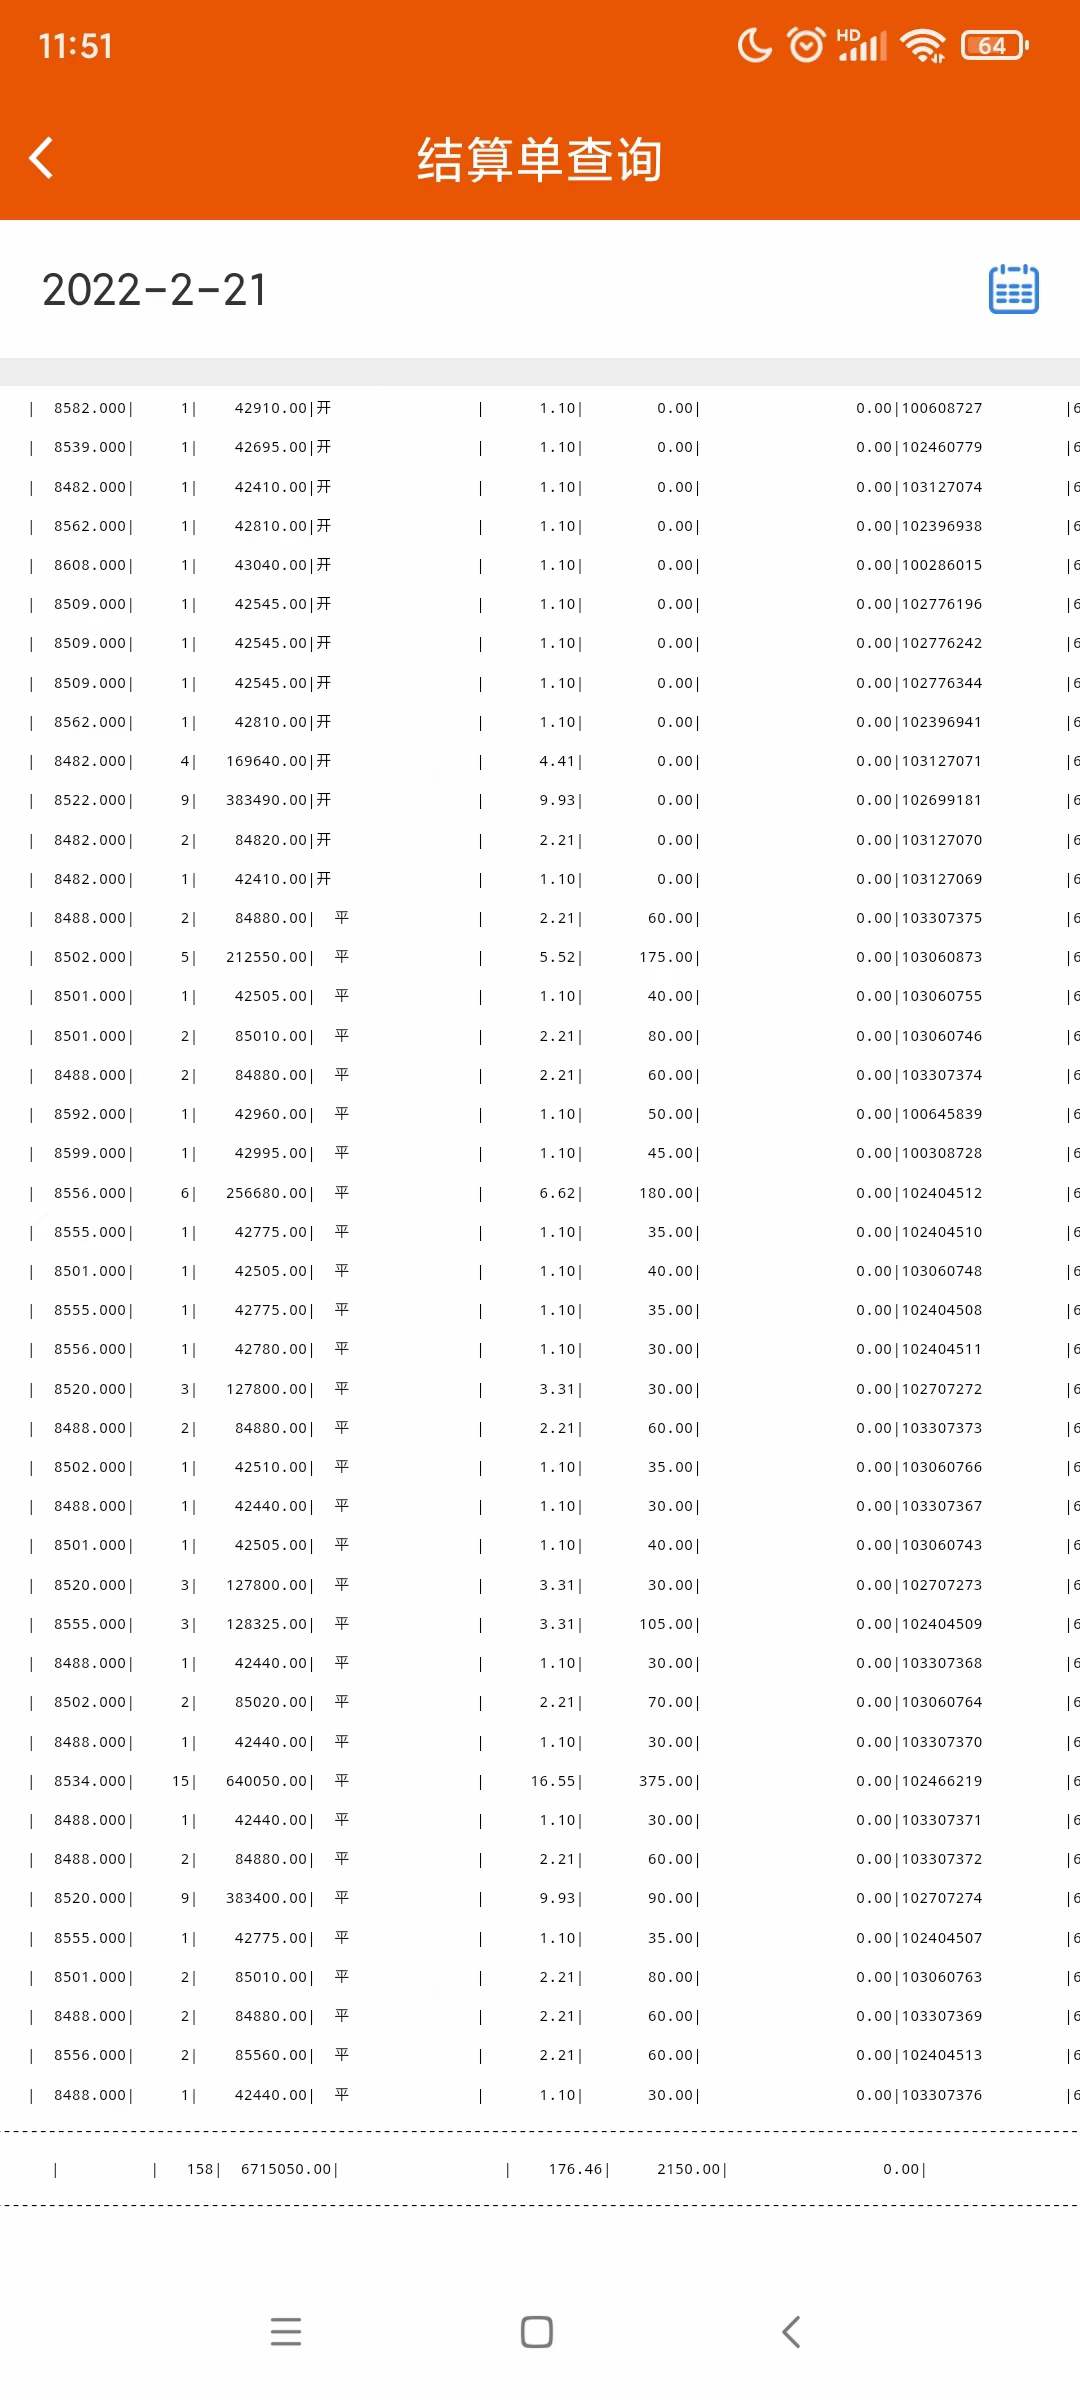 11:51 HD 64
结算单查询
2022-2-21
| 8582.000| 1| 42910.00|开 | 1.10| 0.00| 0.00|100608727 |6
| 8539.000| 1| 42695.00|开 | 1.10| 0.00| 0.00|102460779 |6
| 8482.000| 1| 42410.00|开 | 1.10| 0.00| 0.00|103127074 |6
| 8562.000| 1| 42810.00|开 | 1.10| 0.00| 0.00|102396938 |6
| 8608.000| 1| 43040.00|开 | 1.10| 0.00| 0.00|100286015 |6
| 8509.000| 1| 42545.00|开 | 1.10| 0.00| 0.00|102776196 |6
| 8509.000| 1| 42545.00|开 | 1.10| 0.00| 0.00|102776242 |6
| 8509.000| 1| 42545.00|开 | 1.10| 0.00| 0.00|102776344 |6
| 8562.000| 1| 42810.00|开 | 1.10| 0.00| 0.00|102396941 |6
| 8482.000| 4| 169640.00|开 | 4.41| 0.00| 0.00|103127071 |6
| 8522.000| 9| 383490.00|开 | 9.93| 0.00| 0.00|102699181 |6
| 8482.000| 2| 84820.00|开 | 2.21| 0.00| 0.00|103127070 |6
| 8482.000| 1| 42410.00|开 | 1.10| 0.00| 0.00|103127069 |6
| 8488.000| 2| 84880.00| 平 | 2.21| 60.00| 0.00|103307375 |6
| 8502.000| 5| 212550.00| 平 | 5.52| 175.00| 0.00|103060873 |6
| 8501.000| 1| 42505.00| 平 | 1.10| 40.00| 0.00|103060755 |6
| 8501.000| 2| 85010.00| 平 | 2.21| 80.00| 0.00|103060746 |6
| 8488.000| 2| 84880.00| 平 | 2.21| 60.00| 0.00|103307374 |6
| 8592.000| 1| 42960.00| 平 | 1.10| 50.00| 0.00|100645839 |6
| 8599.000| 1| 42995.00| 平 | 1.10| 45.00| 0.00|100308728 |6
| 8556.000| 6| 256680.00| 平 | 6.62| 180.00| 0.00|102404512 |6
| 8555.000| 1| 42775.00| 平 | 1.10| 35.00| 0.00|102404510 |6
| 8501.000| 1| 42505.00| 平 | 1.10| 40.00| 0.00|103060748 |6
| 8555.000| 1| 42775.00| 平 | 1.10| 35.00| 0.00|102404508 |6
| 8556.000| 1| 42780.00| 平 | 1.10| 30.00| 0.00|102404511 |6
| 8520.000| 3| 127800.00| 平 | 3.31| 30.00| 0.00|102707272 |6
| 8488.000| 2| 84880.00| 平 | 2.21| 60.00| 0.00|103307373 |6
| 8502.000| 1| 42510.00| 平 | 1.10| 35.00| 0.00|103060766 |6
| 8488.000| 1| 42440.00| 平 | 1.10| 30.00| 0.00|103307367 |6
| 8501.000| 1| 42505.00| 平 | 1.10| 40.00| 0.00|103060743 |6
| 8520.000| 3| 127800.00| 平 | 3.31| 30.00| 0.00|102707273 |6
| 8555.000| 3| 128325.00| 平 | 3.31| 105.00| 0.00|102404509 |6
| 8488.000| 1| 42440.00| 平 | 1.10| 30.00| 0.00|103307368 |6
| 8502.000| 2| 85020.00| 平 | 2.21| 70.00| 0.00|103060764 |6
| 8488.000| 1| 42440.00| 平 | 1.10| 30.00| 0.00|103307370 |6
| 8534.000| 15| 640050.00| 平 | 16.55| 375.00| 0.00|102466219 |6
| 8488.000| 1| 42440.00| 平 | 1.10| 30.00| 0.00|103307371 |6
| 8488.000| 2| 84880.00| 平 | 2.21| 60.00| 0.00|103307372 |6
| 8520.000| 9| 383400.00| 平 | 9.93| 90.00| 0.00|102707274 |6
| 8555.000| 1| 42775.00| 平 | 1.10| 35.00| 0.00|102404507 |6
| 8501.000| 2| 85010.00| 平 | 2.21| 80.00| 0.00|103060763 |6
| 8488.000| 2| 84880.00| 平 | 2.21| 60.00| 0.00|103307369 |6
| 8556.000| 2| 85560.00| 平 | 2.21| 60.00| 0.00|102404513 |6
| 8488.000| 1| 42440.00| 平 | 1.10| 30.00| 0.00|103307376 |6
| | 158| 6715050.00| | 176.46| 2150.00| 0.00|